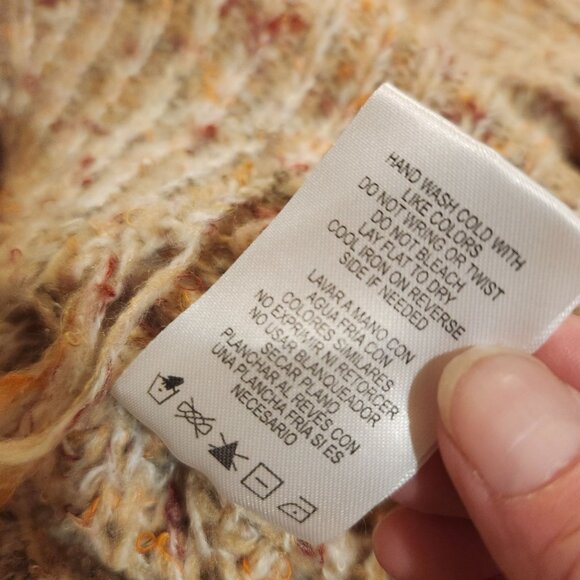 HAND WASH COLD WITH
LIKE COLORS
DO NOT WRING OR TWIST
DO NOT BLEACH
LAY FLAT TO DRY
COOL IRON ON REVERSE
SIDE IF NEEDED
LAVAR A MANO CON
AGUA FRIA CON
COLORES SIMILARES
NO EXPRIMIR NI RETORCER
NO USAR BLANQUEADOR
SECAR PLANO
PLANCHAR AL REVES CON
UNA PLANCHA FRIA SI ES
NECESARIO